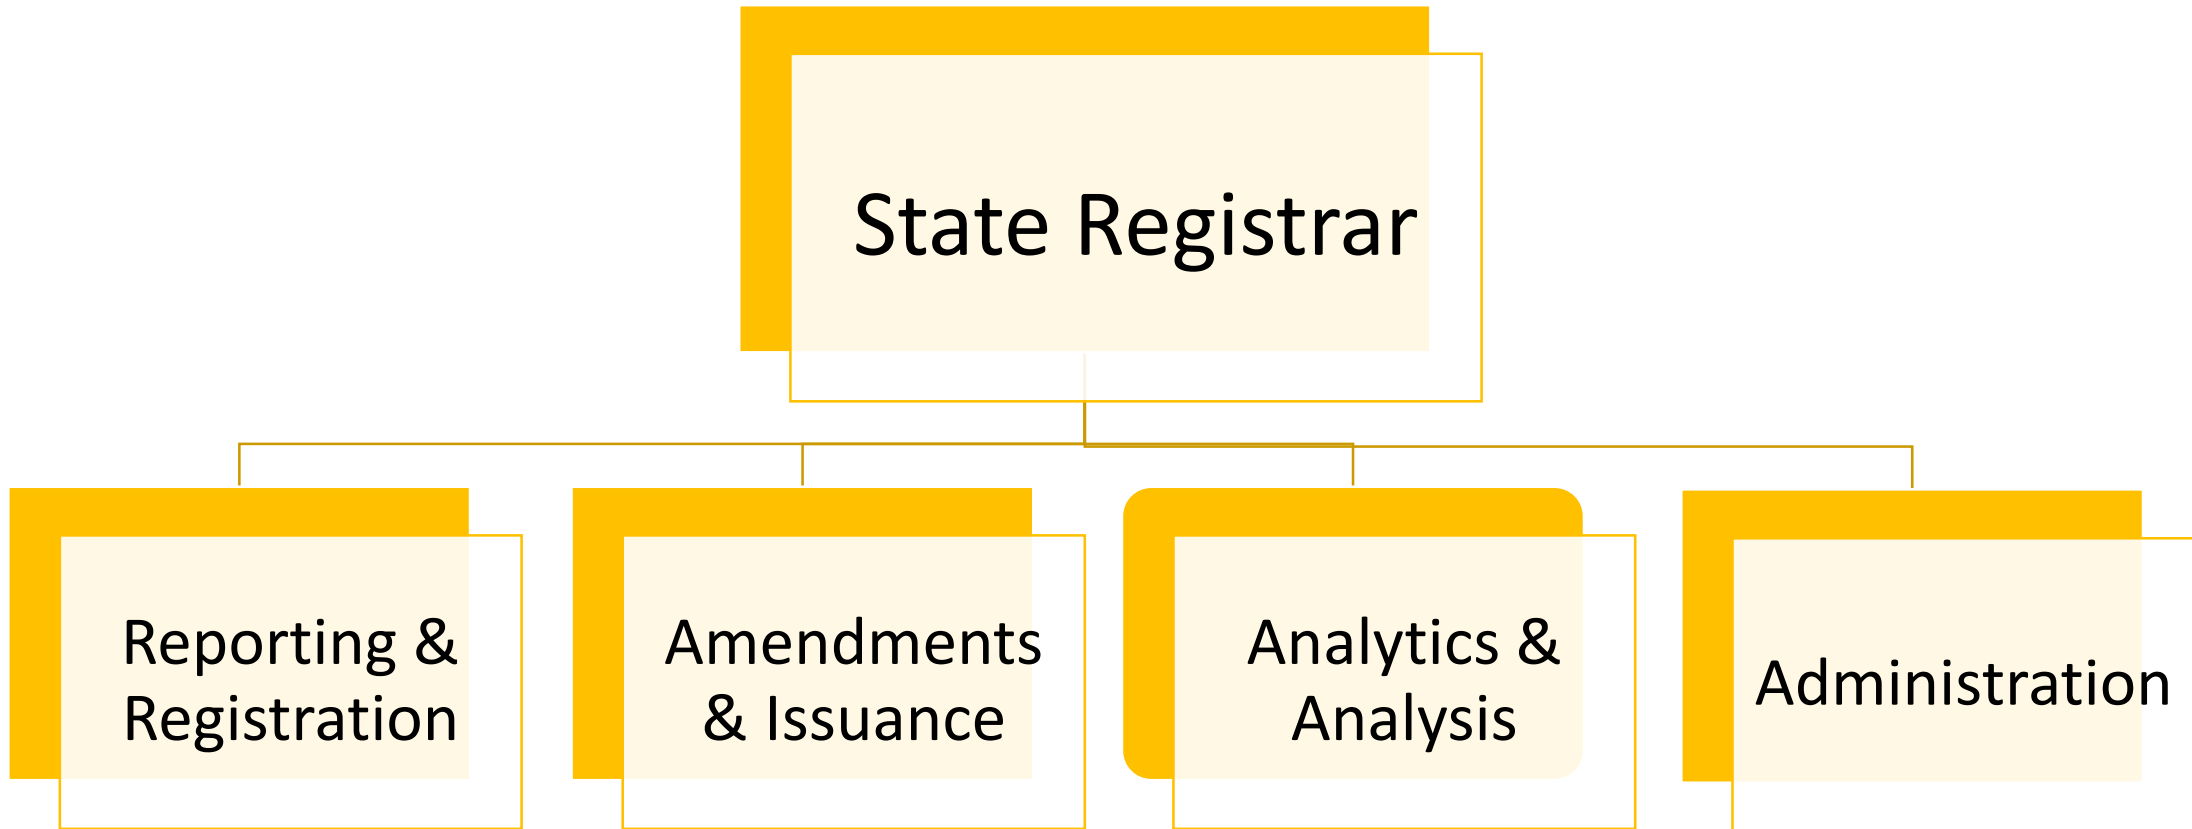 State Registrar
Reporting &
Registration
Amendments
& Issuance
Analytics &
Analysis
Administration